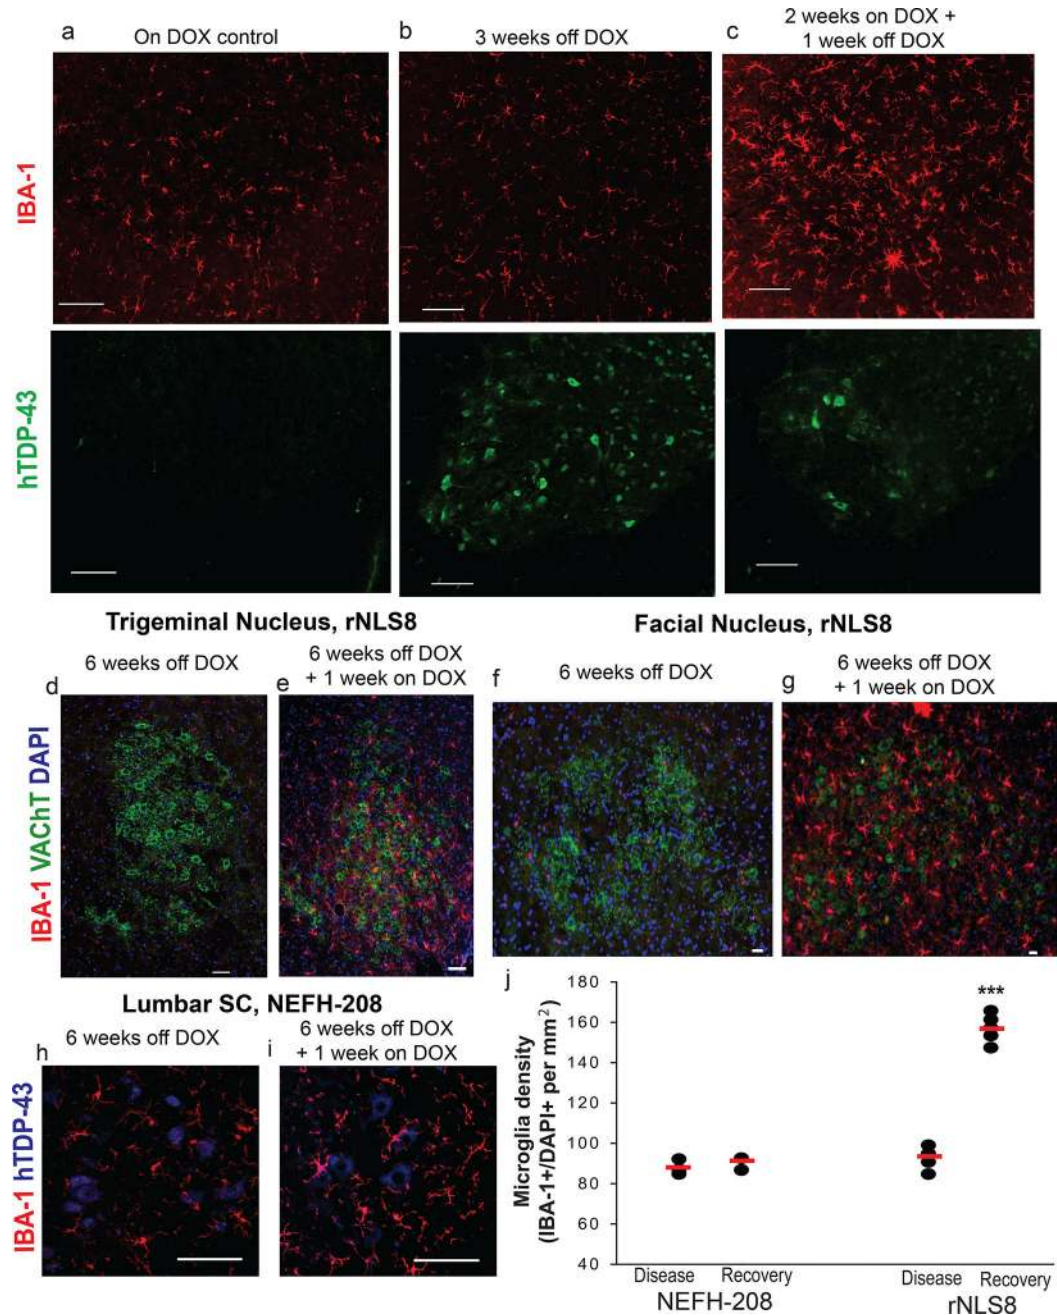 a
On DOX control
b
3 weeks off DOX
c
2 weeks on DOX +
1 week off DOX
IBA-1
hTDP-43
Trigeminal Nucleus, rNLS8
Facial Nucleus, rNLS8
d
6 weeks off DOX
e
6 weeks off DOX
+ 1 week on DOX
f
6 weeks off DOX
g
6 weeks off DOX
+ 1 week on DOX
IBA-1 VAChT DAPI
Lumbar SC, NEFH-208
h
6 weeks off DOX
i
6 weeks off DOX
+ 1 week on DOX
IBA-1 hTDP-43
j
Microglia density
(IBA-1+/DAPI+ per mm²)
180
160
140
120
100
80
60
40
***
Disease
Recovery
Disease
Recovery
NEFH-208
rNLS8